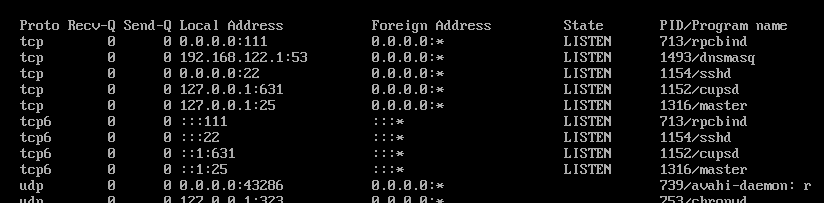 Proto Recv-Q Send-Q Local Address Foreign Address State PID/Program name
tcp 0 0 0.0.0.0:111 0.0.0.0:* LISTEN 713/rpcbind
tcp 0 0 192.168.122.1:53 0.0.0.0:* LISTEN 1493/dnsmasq
tcp 0 0 0.0.0.0:22 0.0.0.0:* LISTEN 1154/sshd
tcp 0 0 127.0.0.1:631 0.0.0.0:* LISTEN 1152/cupsd
tcp 0 0 127.0.0.1:25 0.0.0.0:* LISTEN 1316/master
tcp6 0 0 :::111 :::* LISTEN 713/rpcbind
tcp6 0 0 :::22 :::* LISTEN 1154/sshd
tcp6 0 0 ::1:631 :::* LISTEN 1152/cupsd
tcp6 0 0 ::1:25 :::* LISTEN 1316/master
udp 0 0 0.0.0.0:43286 0.0.0.0:* 739/avahi-daemon: r
udp 0 0 127.0.0.1:323 0.0.0.0:* 753/chronyd